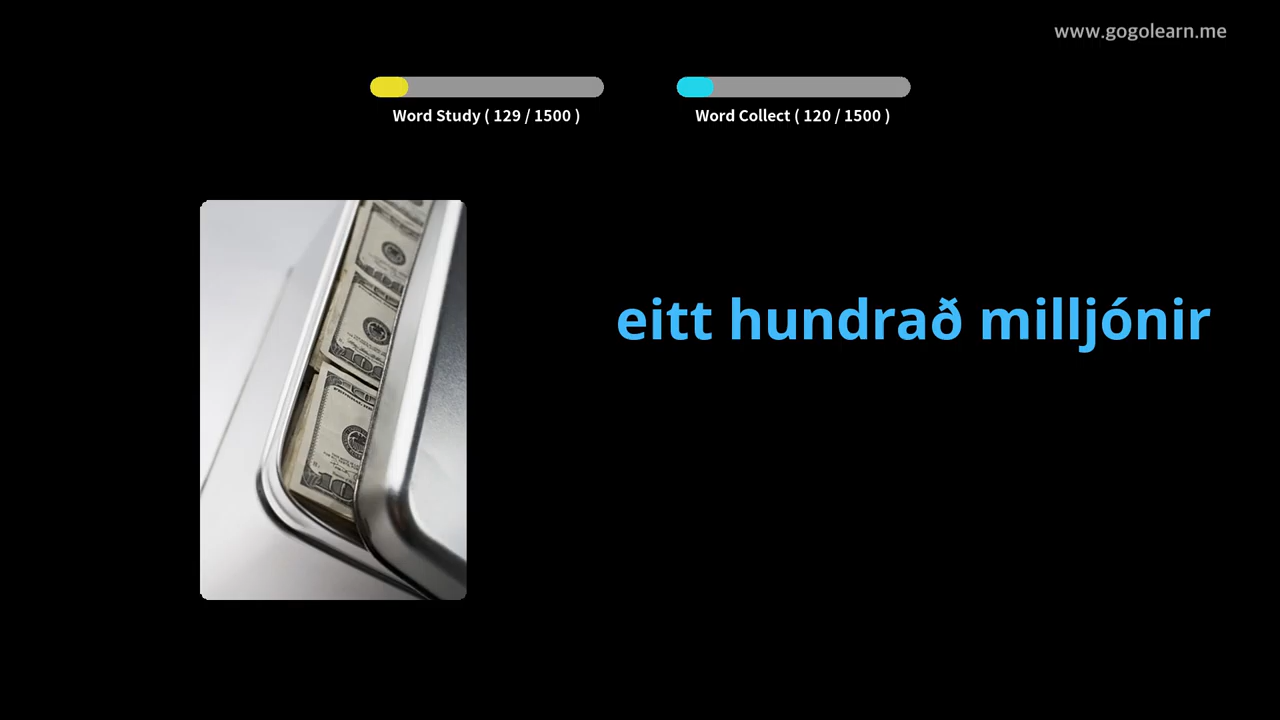 www.gogolearn.me
Word Study ( 129 / 1500 )
Word Collect ( 120 / 1500 )
eitt hundrað milljónir